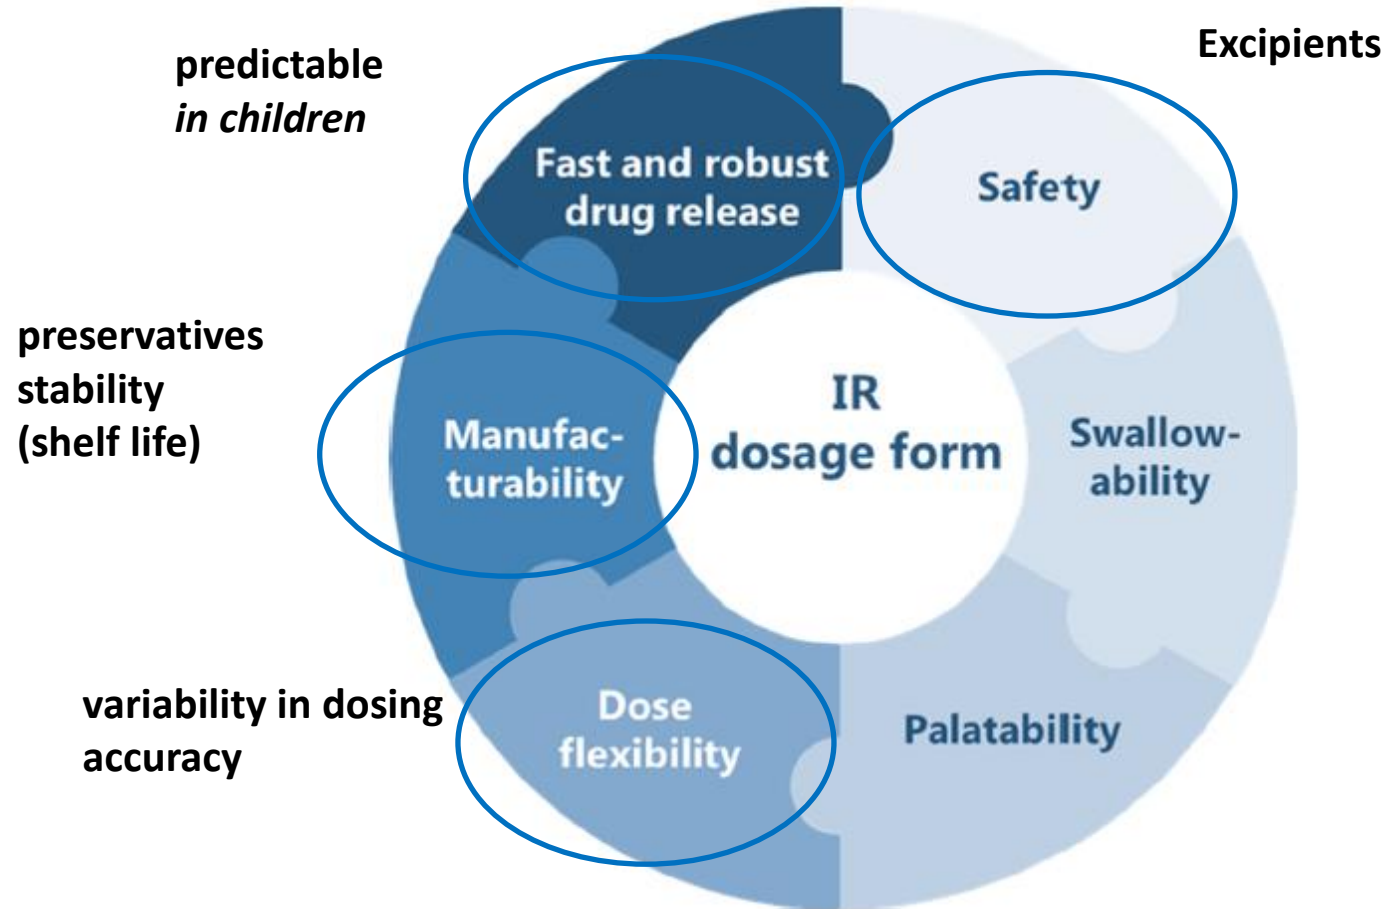 predictable
in children
Excipients
Fast and robust
drug release
Safety
preservatives
stability
(shelf life)
Manufac-
turability
IR
dosage form
Swallow-
ability
variability in dosing
accuracy
Dose
flexibility
Palatability